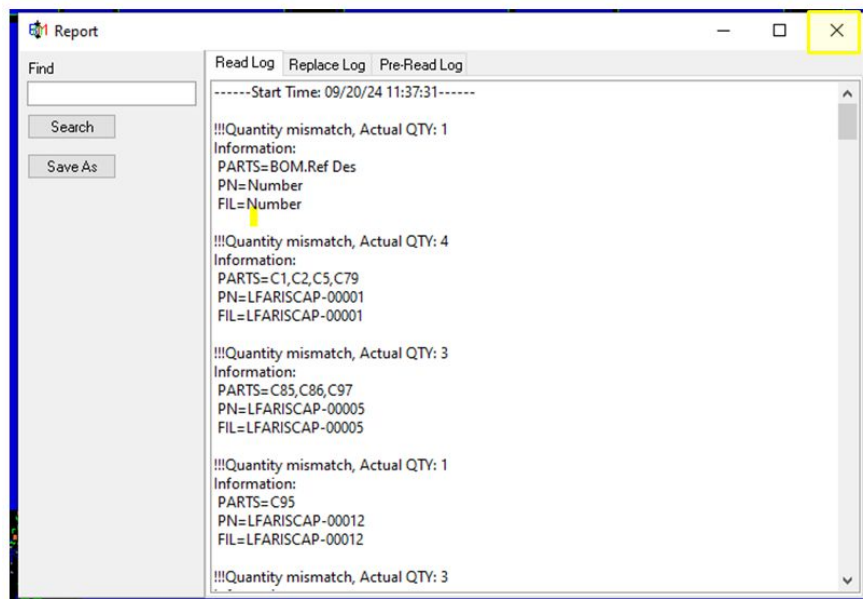 Report
Find
Search
Save As
Read Log Replace Log Pre-Read Log
------Start Time: 09/20/24 11:37:31------
!!!Quantity mismatch, Actual QTY: 1
Information:
PARTS=BOM.Ref Des
PN=Number
FIL=Number
!!!Quantity mismatch, Actual QTY: 4
Information:
PARTS=C1,C2,C5,C79
PN=LFARISCAP-00001
FIL=LFARISCAP-00001
!!!Quantity mismatch, Actual QTY: 3
Information:
PARTS=C85,C86,C97
PN=LFARISCAP-00005
FIL=LFARISCAP-00005
!!!Quantity mismatch, Actual QTY: 1
Information:
PARTS=C95
PN=LFARISCAP-00012
FIL=LFARISCAP-00012
!!!Quantity mismatch, Actual QTY: 3